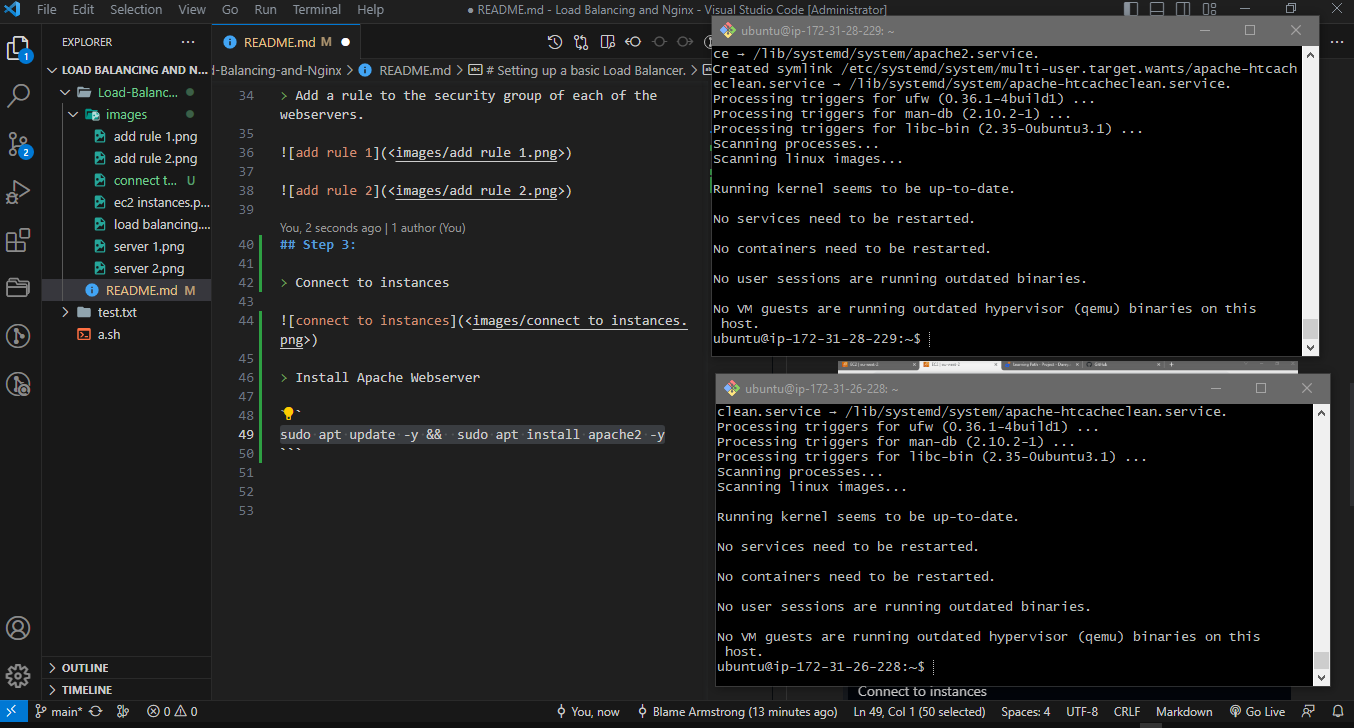 File Edit Selection View Go Run Terminal Help
● README.md - Load Balancing and Nginx - Visual Studio Code [Administrator]
EXPLORER
LOAD BALANCING AND N...
Load-Balanc...
images
add rule 1.png
add rule 2.png
connect t... U
ec2 instances.p...
load balancing....
server 1.png
server 2.png
README.md M
test.txt
a.sh
OUTLINE
TIMELINE
1
2
README.md M
d-Balancing-and-Nginx > README.md > # Setting up a basic Load Balancer. >
34 > Add a rule to the security group of each of the
webservers.
35
36 ![add rule 1](<images/add rule 1.png>)
37
38 ![add rule 2](<images/add rule 2.png>)
39
You, 2 seconds ago | 1 author (You)
40 ## Step 3:
41
42 > Connect to instances
43
44 ![connect to instances](<images/connect to instances.
png>)
45
46 > Install Apache Webserver
47
48 ` `
49 sudo apt update -y &&  sudo apt install apache2 -y
50 ```
51
52
53
ubuntu@ip-172-31-28-229: ~
ce → /lib/systemd/system/apache2.service.
Created symlink /etc/systemd/system/multi-user.target.wants/apache-htcach
eclean.service → /lib/systemd/system/apache-htcacheclean.service.
Processing triggers for ufw (0.36.1-4build1) ...
Processing triggers for man-db (2.10.2-1) ...
Processing triggers for libc-bin (2.35-0ubuntu3.1) ...
Scanning processes...
Scanning linux images...
Running kernel seems to be up-to-date.
No services need to be restarted.
No containers need to be restarted.
No user sessions are running outdated binaries.
No VM guests are running outdated hypervisor (qemu) binaries on this
host.
ubuntu@ip-172-31-28-229:~$
ubuntu@ip-172-31-26-228: ~
clean.service → /lib/systemd/system/apache-htcacheclean.service.
Processing triggers for ufw (0.36.1-4build1) ...
Processing triggers for man-db (2.10.2-1) ...
Processing triggers for libc-bin (2.35-0ubuntu3.1) ...
Scanning processes...
Scanning linux images...
Running kernel seems to be up-to-date.
No services need to be restarted.
No containers need to be restarted.
No user sessions are running outdated binaries.
No VM guests are running outdated hypervisor (qemu) binaries on this
host.
ubuntu@ip-172-31-26-228:~$
Connect to instances
main* 0 0 You, now Blame Armstrong (13 minutes ago) Ln 49, Col 1 (50 selected) Spaces: 4 UTF-8 CRLF Markdown Go Live